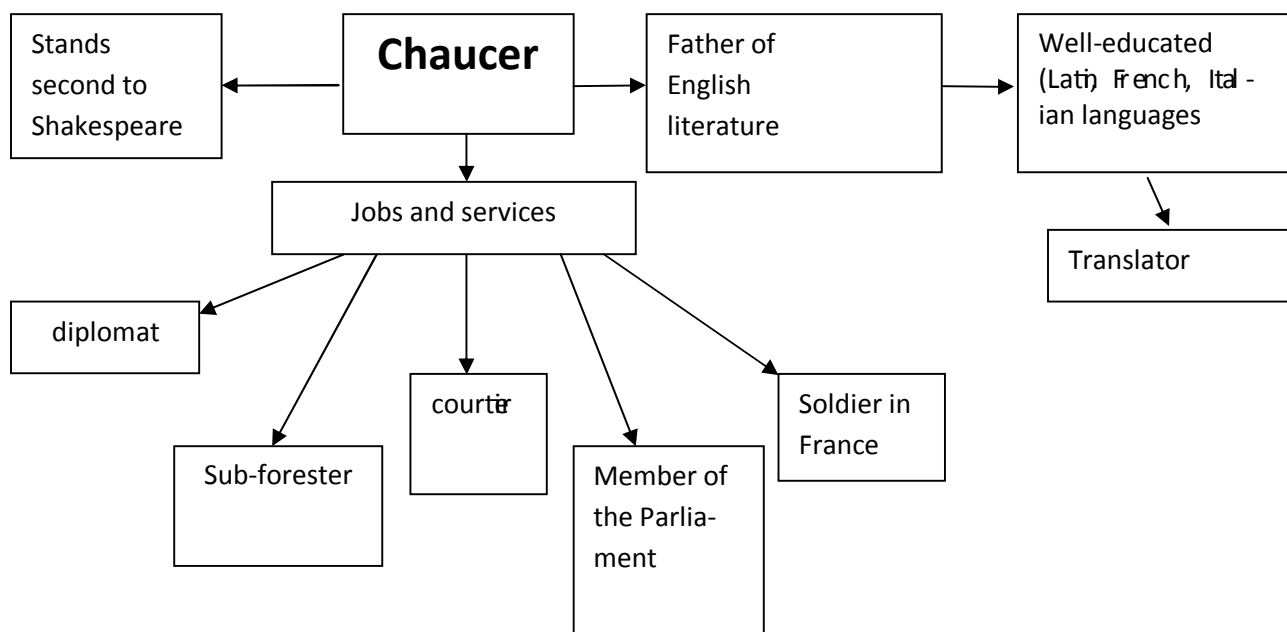 Stands
second to
Shakespeare
Chaucer
Father of
English
literature
Well-educated
(Latin, French, Ital -
ian languages
Jobs and services
Translator
diplomat
Sub-forester
courtier
Member of
the Parlia-
ment
Soldier in
France